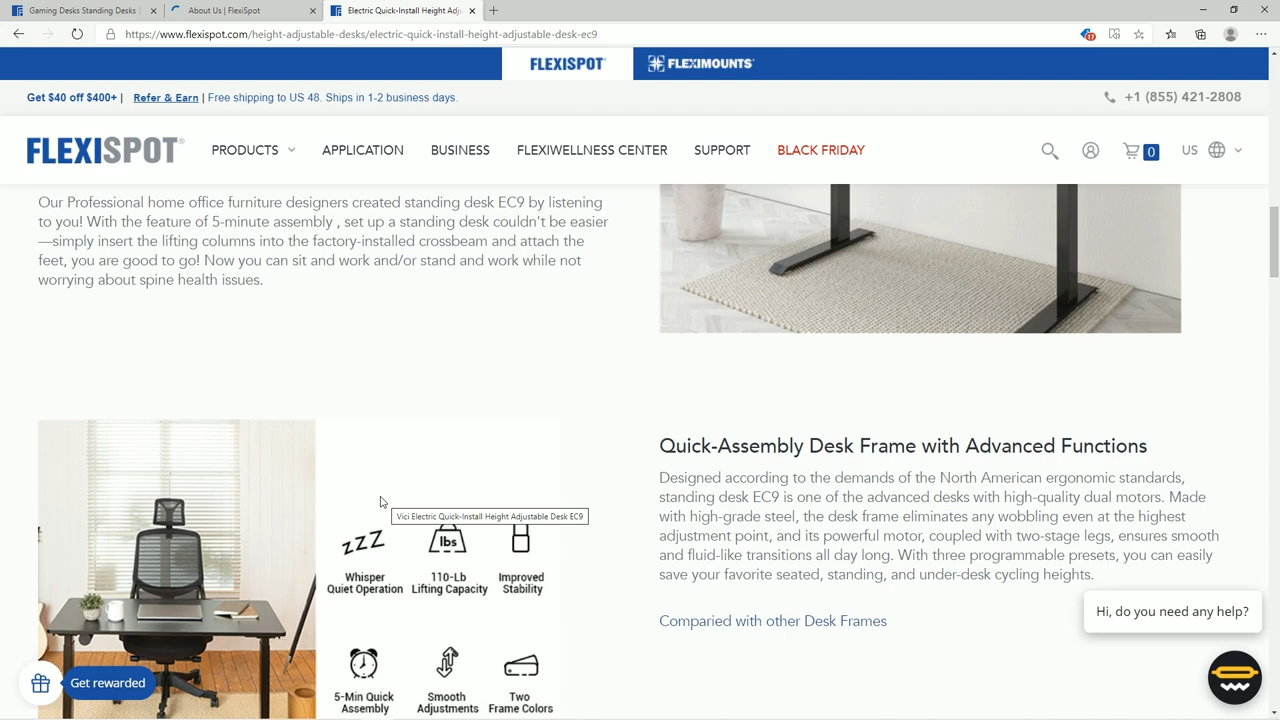 Gaming Desks Standing Desks
About Us | FlexiSpot
Electric Quick-Install Height Adj
https://www.flexispot.com/height-adjustable-desks/electric-quick-install-height-adjustable-desk-ec9
17
FLEXISPOT
FLEXIMOUNTS
Get $40 off $400+ | Refer & Earn | Free shipping to US 48. Ships in 1-2 business days.
+1 (855) 421-2808
FLEXISPOT®
PRODUCTS
APPLICATION
BUSINESS
FLEXIWELLNESS CENTER
SUPPORT
BLACK FRIDAY
0
US
Our Professional home office furniture designers created standing desk EC9 by listening
to you! With the feature of 5-minute assembly , set up a standing desk couldn't be easier
—simply insert the lifting columns into the factory-installed crossbeam and attach the
feet, you are good to go! Now you can sit and work and/or stand and work while not
worrying about spine health issues.
Quick-Assembly Desk Frame with Advanced Functions
Designed according to the demands of the North American ergonomic standards,
standing desk EC9 is one of the advanced desks with high quality dual motors. Made
with high-grade steel, the desk frame eliminates any wobbling even at the highest
adjustment point, and its powerful motor, coupled with two-stage legs, ensures smooth
and fluid-like transitions all day long. With three programmable presets, you can easily
save your favorite seated, standing, and under-desk cycling heights.
Comparied with other Desk Frames
Vici Electric Quick-Install Height Adjustable Desk EC9
zzz
lbs
Whisper
Quiet Operation
110-Lb
Lifting Capacity
Improved
Stability
5-Min Quick
Assembly
Smooth
Adjustments
Two
Frame Colors
Hi, do you need any help?
Get rewarded